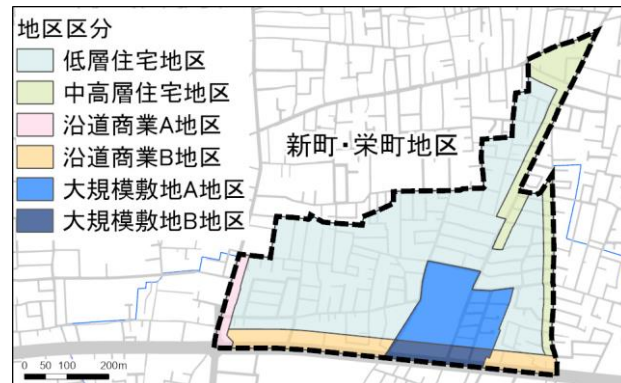 地区区分
低層住宅地区
中高層住宅地区
沿道商業A地区
沿道商業B地区
大規模敷地A地区
大規模敷地B地区
新町・栄町地区
0 50 100 200m